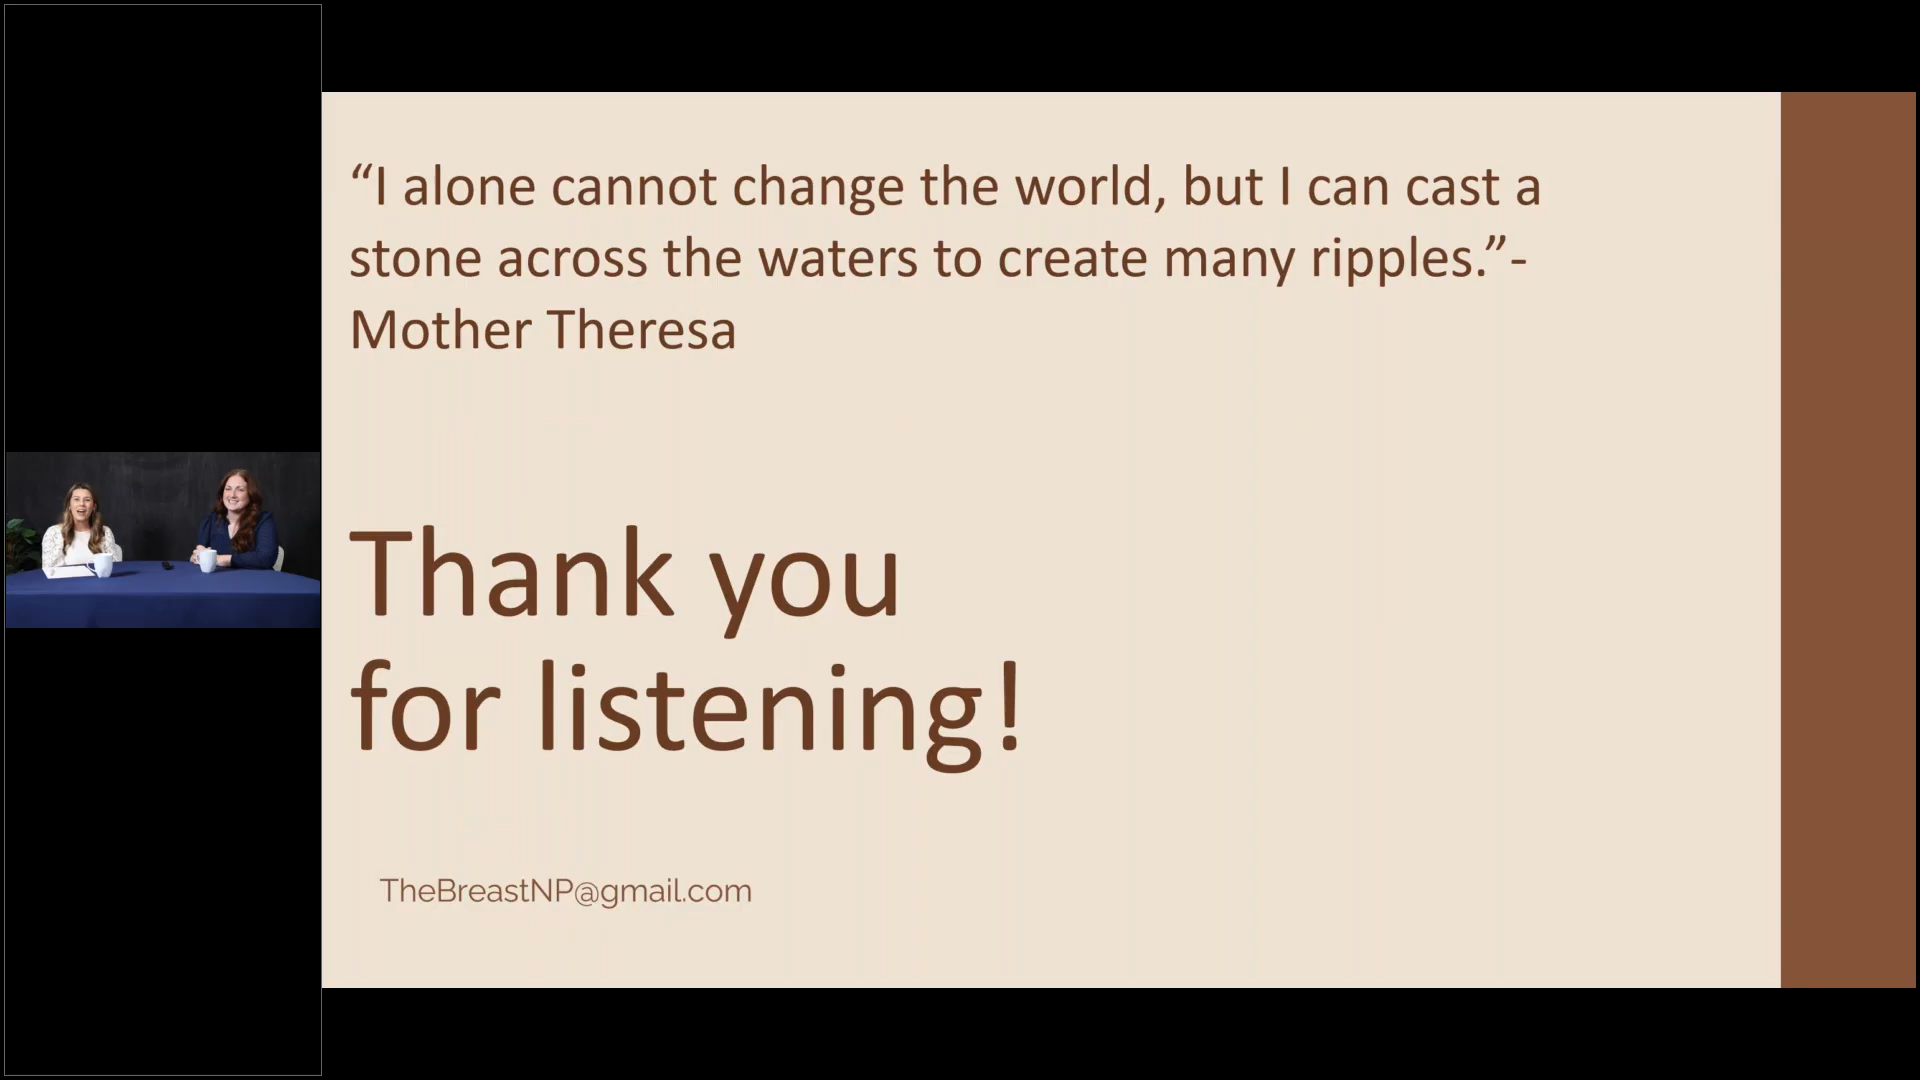 “I alone cannot change the world, but I can cast a
stone across the waters to create many ripples.”-
Mother Theresa
Thank you
for listening!
TheBreastNP@gmail.com